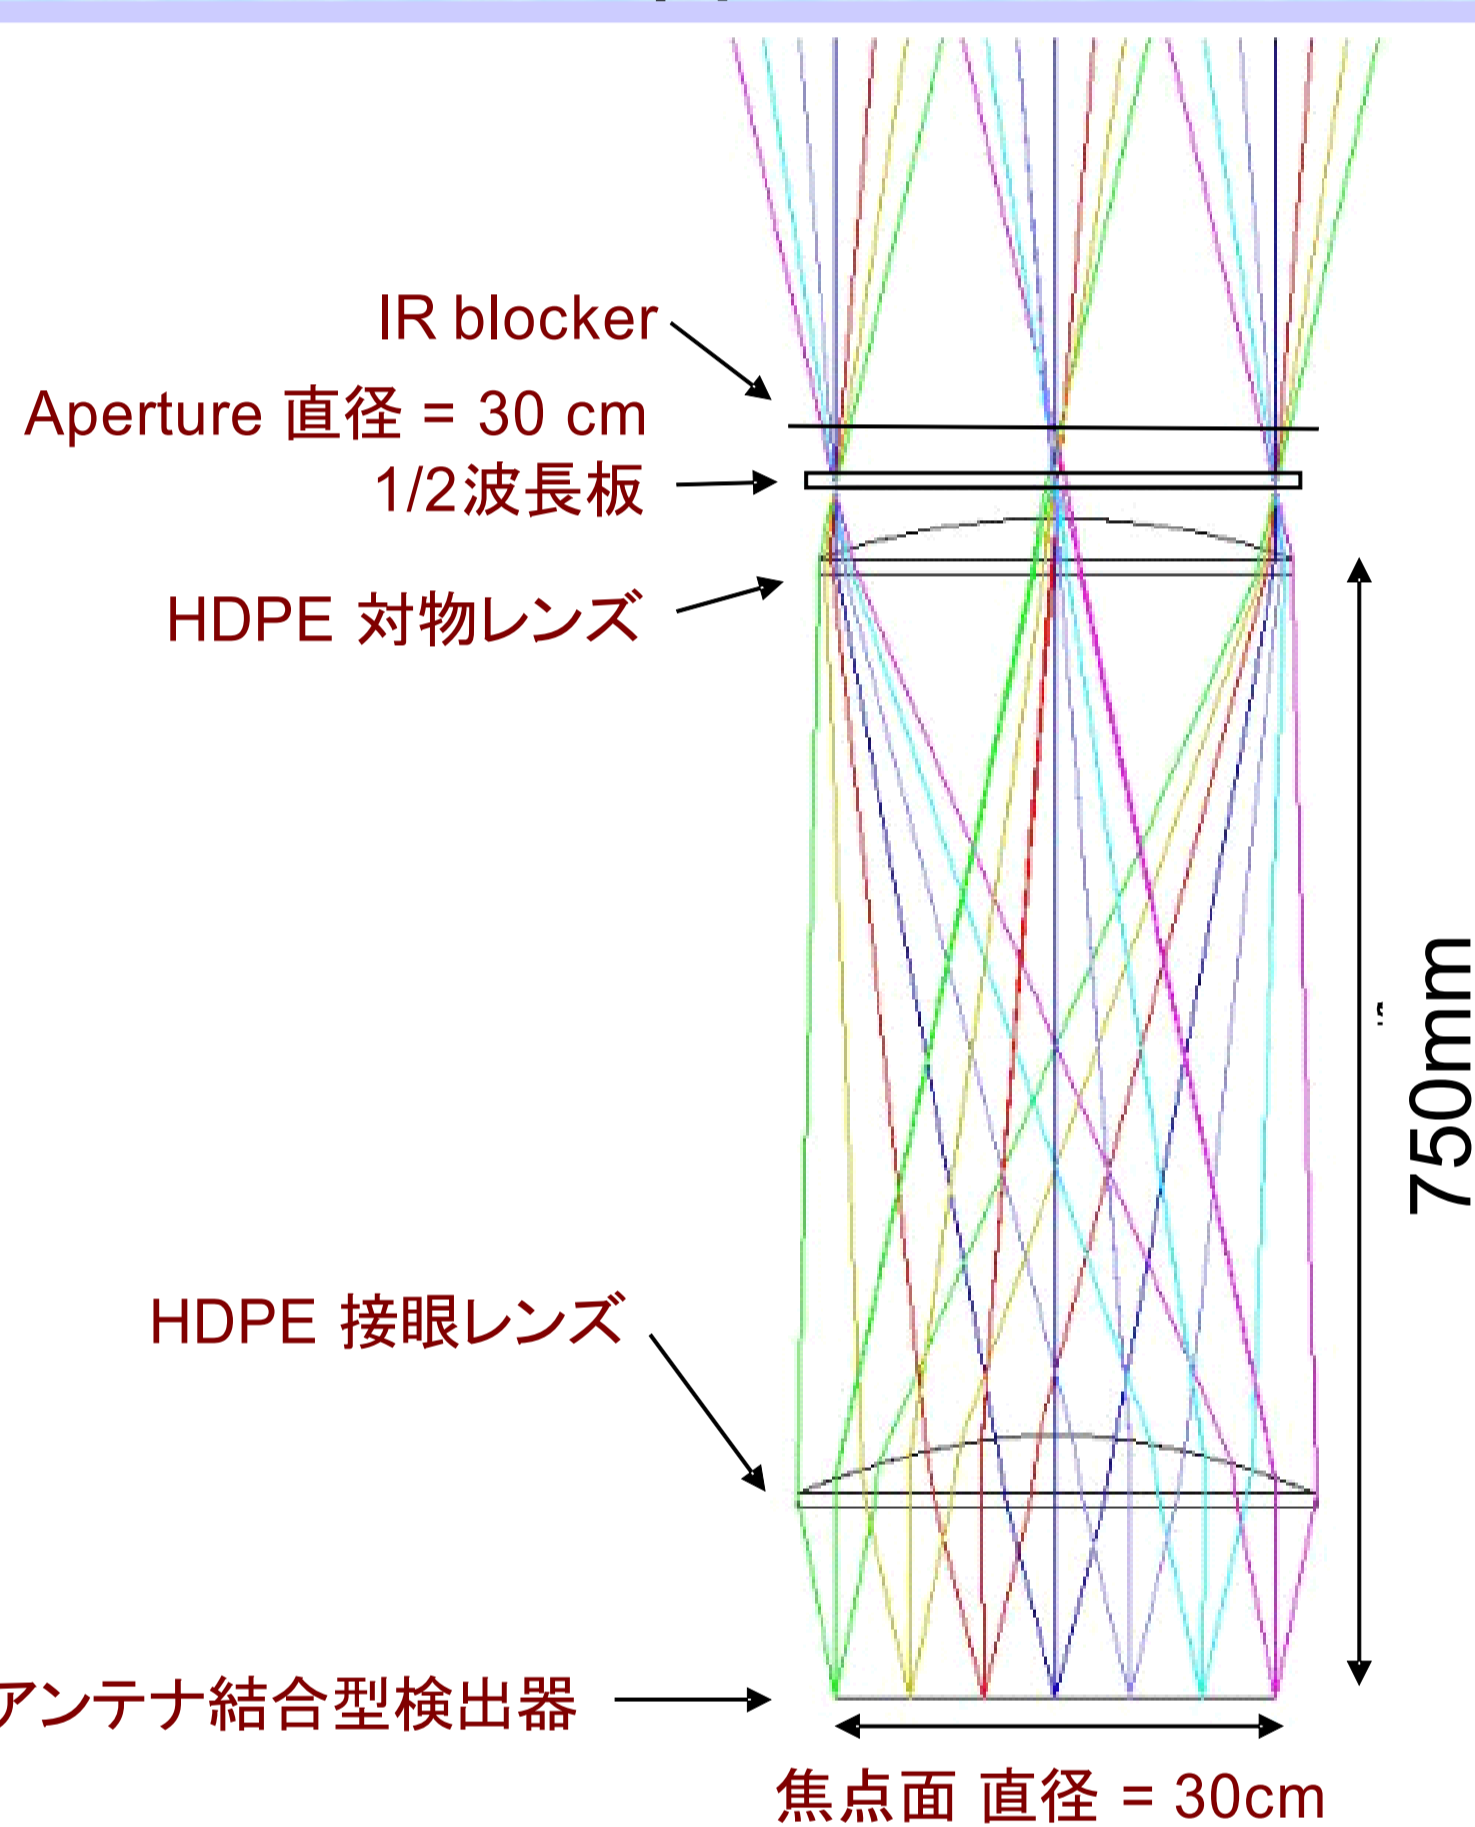 IR blocker
Aperture 直径 = 30 cm
1/2波長板
HDPE 対物レンズ
750mm
HDPE 接眼レンズ
アンテナ結合型検出器
焦点面 直径 = 30cm